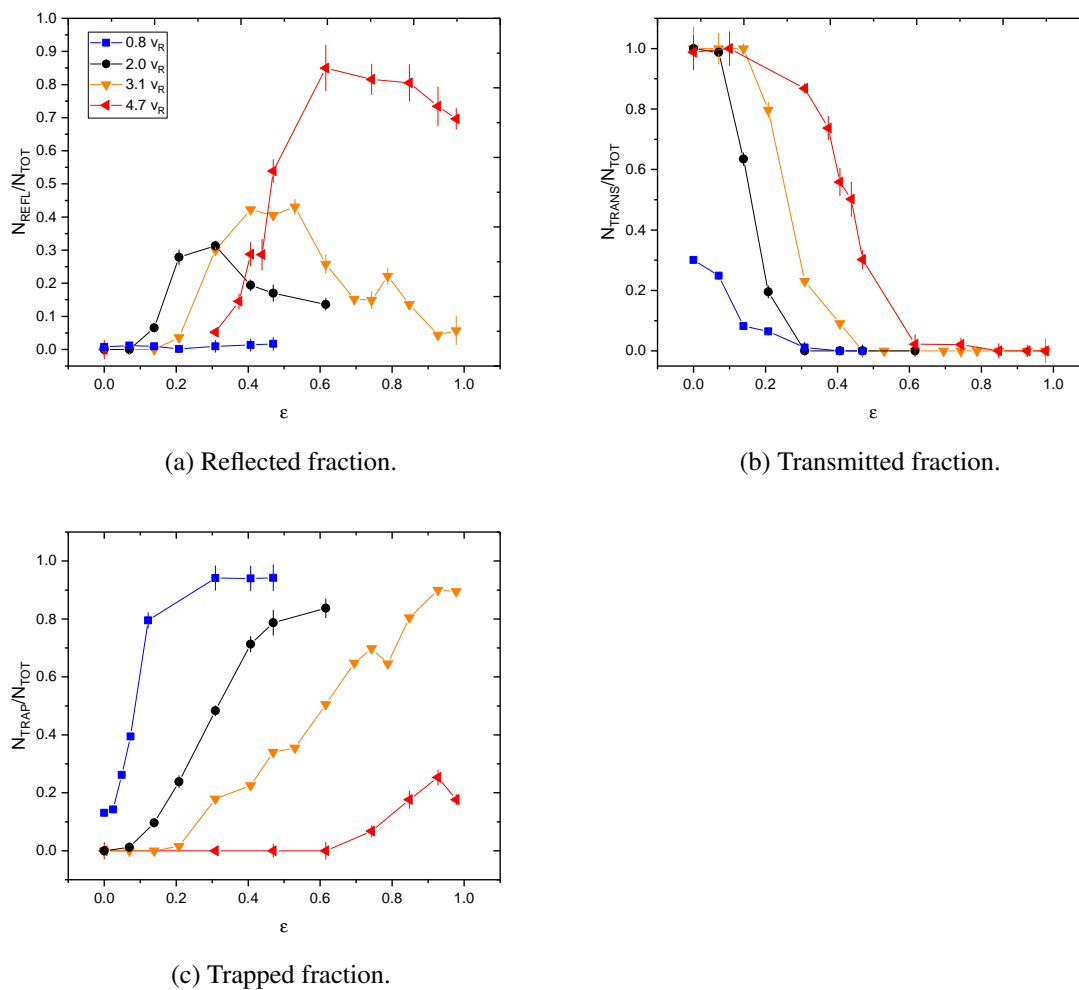 1.0
0.9
0.8
0.7
0.6
0.5
0.4
0.3
0.2
0.1
0.0
N_REFL/N_TOT
0.8 v_R
2.0 v_R
3.1 v_R
4.7 v_R
0.0 0.2 0.4 0.6 0.8 1.0
ε
(a) Reflected fraction.
1.0
0.8
0.6
0.4
0.2
0.0
N_TRANS/N_TOT
0.0 0.2 0.4 0.6 0.8 1.0
ε
(b) Transmitted fraction.
1.0
0.8
0.6
0.4
0.2
0.0
N_TRAP/N_TOT
0.0 0.2 0.4 0.6 0.8 1.0
ε
(c) Trapped fraction.